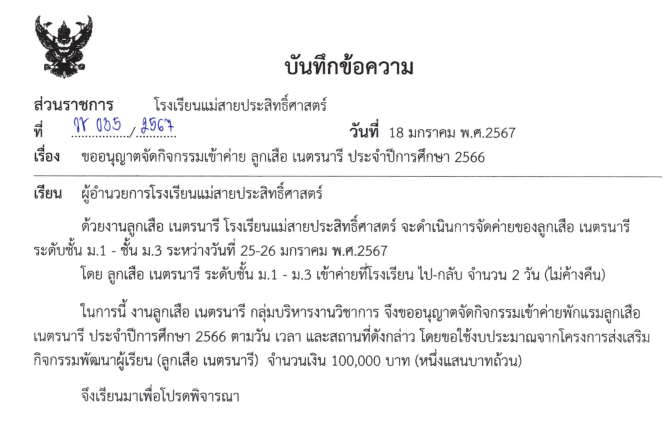 บันทึกข้อความ
ส่วนราชการ โรงเรียนแม่สายประสิทธิ์ศาสตร์
ที่ พ 035 / 2567 วันที่ 18 มกราคม พ.ศ.2567
เรื่อง ขออนุญาตจัดกิจกรรมเข้าค่าย ลูกเสือ เนตรนารี ประจำปีการศึกษา 2566
เรียน ผู้อำนวยการโรงเรียนแม่สายประสิทธิ์ศาสตร์
ด้วยงานลูกเสือ เนตรนารี โรงเรียนแม่สายประสิทธิ์ศาสตร์ จะดำเนินการจัดค่ายของลูกเสือ เนตรนารี
ระดับชั้น ม.1 - ชั้น ม.3 ระหว่างวันที่ 25-26 มกราคม พ.ศ.2567
โดย ลูกเสือ เนตรนารี ระดับชั้น ม.1 - ม.3 เข้าค่ายที่โรงเรียน ไป-กลับ จำนวน 2 วัน (ไม่ค้างคืน)
ในการนี้ งานลูกเสือ เนตรนารี กลุ่มบริหารงานวิชาการ จึงขออนุญาตจัดกิจกรรมเข้าค่ายพักแรมลูกเสือ
เนตรนารี ประจำปีการศึกษา 2566 ตามวัน เวลา และสถานที่ดังกล่าว โดยขอใช้งบประมาณจากโครงการส่งเสริม
กิจกรรมพัฒนาผู้เรียน (ลูกเสือ เนตรนารี) จำนวนเงิน 100,000 บาท (หนึ่งแสนบาทถ้วน)
จึงเรียนมาเพื่อโปรดพิจารณา